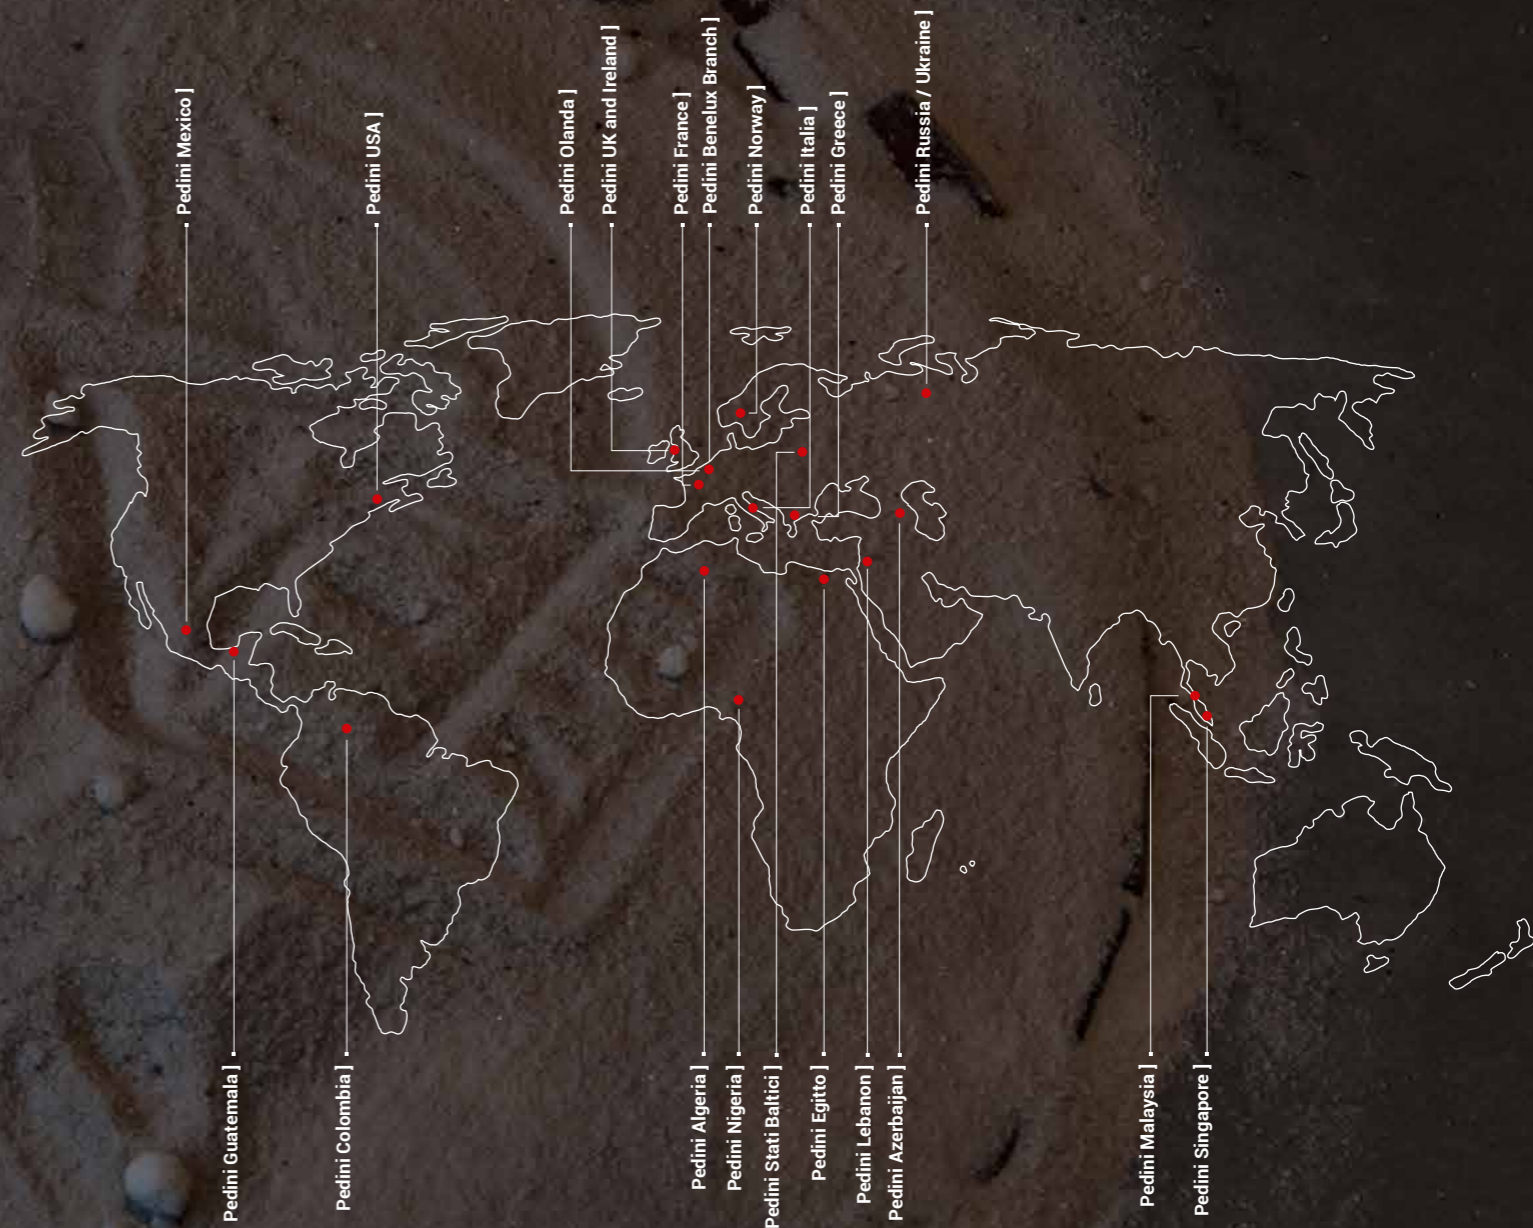 Pedini Mexico ]
Pedini USA ]
Pedini Olanda ]
Pedini UK and Ireland ]
Pedini France ]
Pedini Benelux Branch ]
Pedini Norway ]
Pedini Italia ]
Pedini Greece ]
Pedini Russia / Ukraine ]
Pedini Guatemala ]
Pedini Colombia ]
Pedini Algeria ]
Pedini Nigeria ]
Pedini Stati Baltici ]
Pedini Egitto ]
Pedini Lebanon ]
Pedini Azerbaijan ]
Pedini Malaysia ]
Pedini Singapore ]